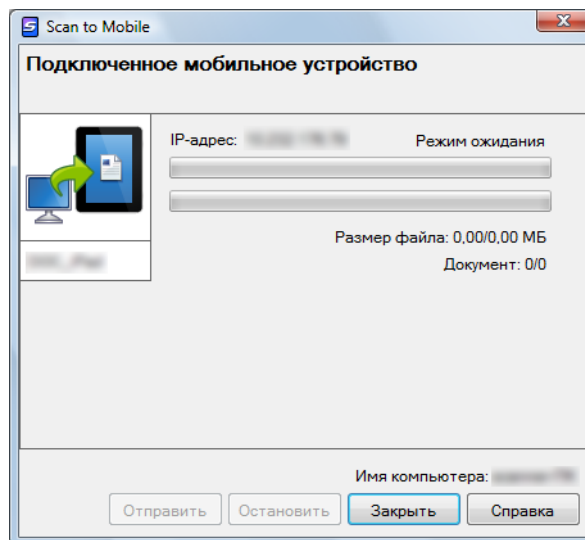 Scan to Mobile
Подключенное мобильное устройство
IP-адрес:
Режим ожидания
Размер файла: 0,00/0,00 МБ
Документ: 0/0
Имя компьютера:
Отправить Остановить Закрыть Справка